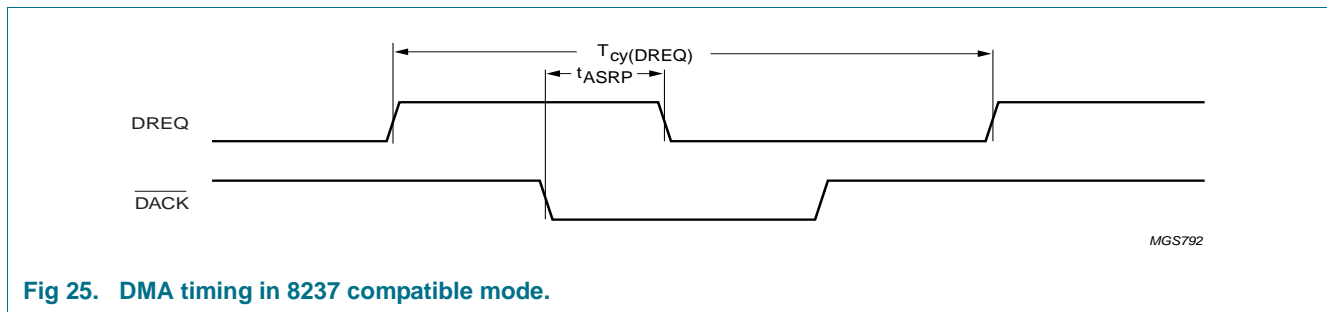 Tcy(DREQ)
tASRP
DREQ
DACK
MGS792
Fig 25. DMA timing in 8237 compatible mode.